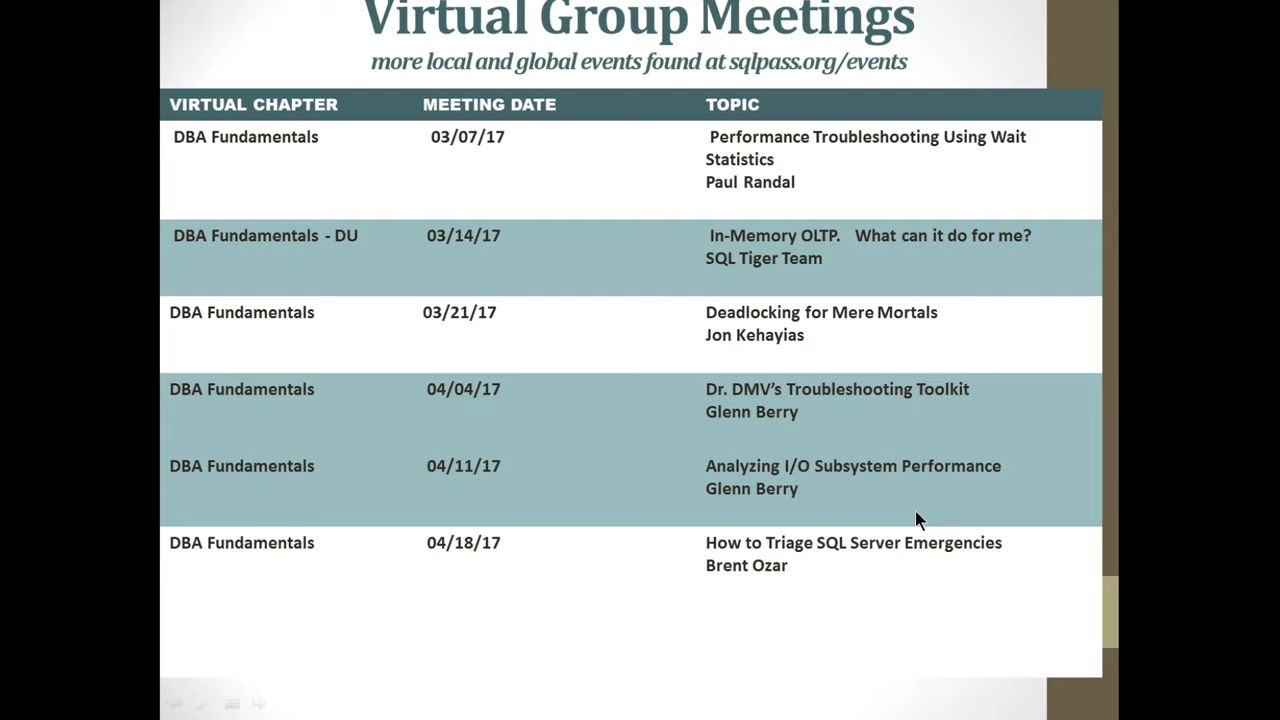 Virtual Group Meetings
more local and global events found at sqlpass.org/events
VIRTUAL CHAPTER MEETING DATE TOPIC
DBA Fundamentals 03/07/17 Performance Troubleshooting Using Wait
Statistics
Paul Randal
DBA Fundamentals - DU 03/14/17 In-Memory OLTP. What can it do for me?
SQL Tiger Team
DBA Fundamentals 03/21/17 Deadlocking for Mere Mortals
Jon Kehayias
DBA Fundamentals 04/04/17 Dr. DMV’s Troubleshooting Toolkit
Glenn Berry
DBA Fundamentals 04/11/17 Analyzing I/O Subsystem Performance
Glenn Berry
DBA Fundamentals 04/18/17 How to Triage SQL Server Emergencies
Brent Ozar